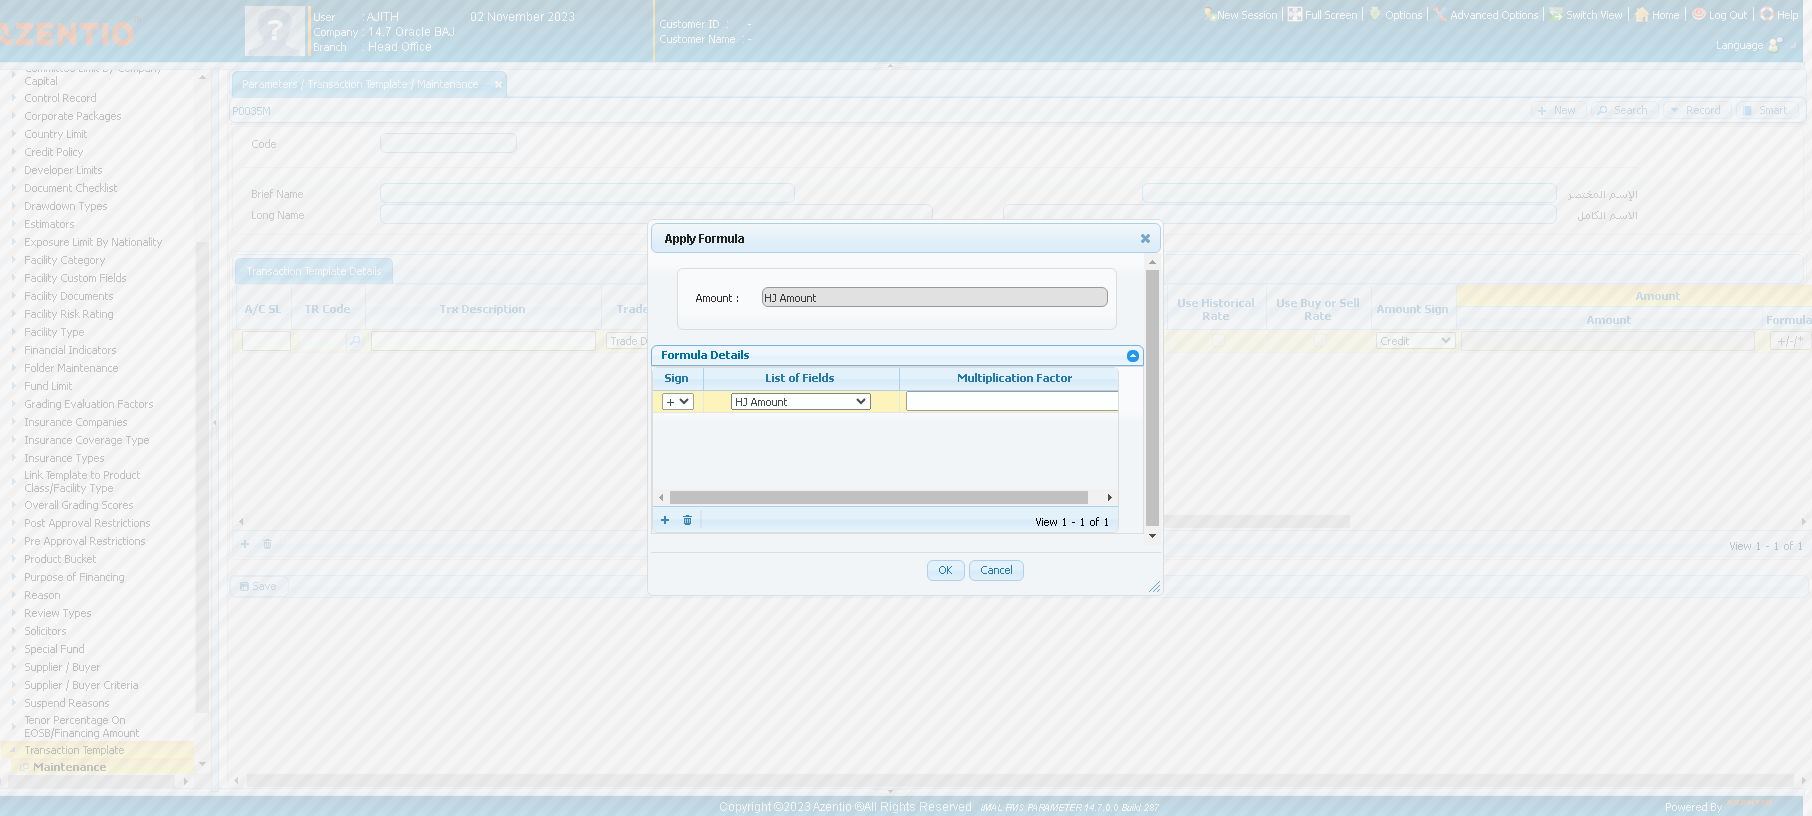 AZENTIO
User : AJITH 02 November 2023
Company : 14.7 Oracle BAJ
Branch : Head Office
Customer ID : -
Customer Name : -
New Session | Full Screen | Options | Advanced Options | Switch View | Home | Log Out | Help
Language
Committed Limit By Company
Capital
Control Record
Corporate Packages
Country Limit
Credit Policy
Developer Limits
Document Checklist
Drawdown Types
Estimators
Exposure Limit By Nationality
Facility Category
Facility Custom Fields
Facility Documents
Facility Risk Rating
Facility Type
Financial Indicators
Folder Maintenance
Fund Limit
Grading Evaluation Factors
Insurance Companies
Insurance Coverage Type
Insurance Types
Link Template to Product
Class/Facility Type
Overall Grading Scores
Post Approval Restrictions
Pre Approval Restrictions
Product Bucket
Purpose of Financing
Reason
Review Types
Solicitors
Special Fund
Supplier / Buyer
Supplier / Buyer Criteria
Suspend Reasons
Tenor Percentage On
EOSB/Financing Amount
Transaction Template
Maintenance
Parameters / Transaction Template / Maintenance
P0035M
New Search Record Smart
Code
Brief Name الإسم المختصر
Long Name الاسم الكامل
Transaction Template Details
A/C SL TR Code Trx Description Trade
Use Historical
Rate
Use Buy or Sell
Rate
Amount Sign
Amount
Amount Formula
Trade D
Credit
+/-/*
View 1 - 1 of 1
Save
Apply Formula
Amount : HJ Amount
Formula Details
Sign List of Fields Multiplication Factor
+ HJ Amount
View 1 - 1 of 1
OK Cancel
Copyright ©2023 Azentio ®All Rights Reserved IMAL RMS PARAMETER 14.7.0.0 Build 287
Powered By